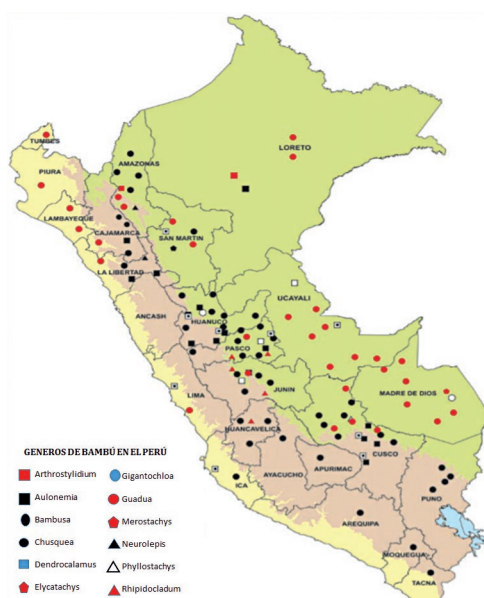 LORETO
TUMBES
PIURA
AMAZONAS
LAMBAYEQUE
CAJAMARCA
SAN MARTIN
LA LIBERTAD
ANCASH
HUANUCO
UCAYALI
PASCO
LIMA
JUNIN
MADRE DE DIOS
HUANCAVELICA
CUSCO
AYACUCHO
APURIMAC
ICA
PUNO
AREQUIPA
MOQUEGUA
TACNA
GENEROS DE BAMBÚ EN EL PERÚ
Arthrostylidium
Gigantochloa
Aulonemia
Guadua
Bambusa
Merostachys
Chusquea
Neurolepis
Dendrocalamus
Phyllostachys
Elycatachys
Rhipidocladum